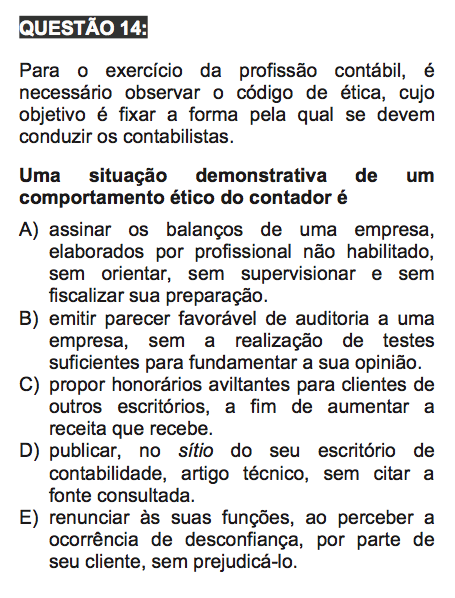 QUESTÃO 14:
Para o exercício da profissão contábil, é
necessário observar o código de ética, cujo
objetivo é fixar a forma pela qual se devem
conduzir os contabilistas.
Uma situação demonstrativa de um
comportamento ético do contador é
A) assinar os balanços de uma empresa,
elaborados por profissional não habilitado,
sem orientar, sem supervisionar e sem
fiscalizar sua preparação.
B) emitir parecer favorável de auditoria a uma
empresa, sem a realização de testes
suficientes para fundamentar a sua opinião.
C) propor honorários aviltantes para clientes de
outros escritórios, a fim de aumentar a
receita que recebe.
D) publicar, no sítio do seu escritório de
contabilidade, artigo técnico, sem citar a
fonte consultada.
E) renunciar às suas funções, ao perceber a
ocorrência de desconfiança, por parte de
seu cliente, sem prejudicá-lo.